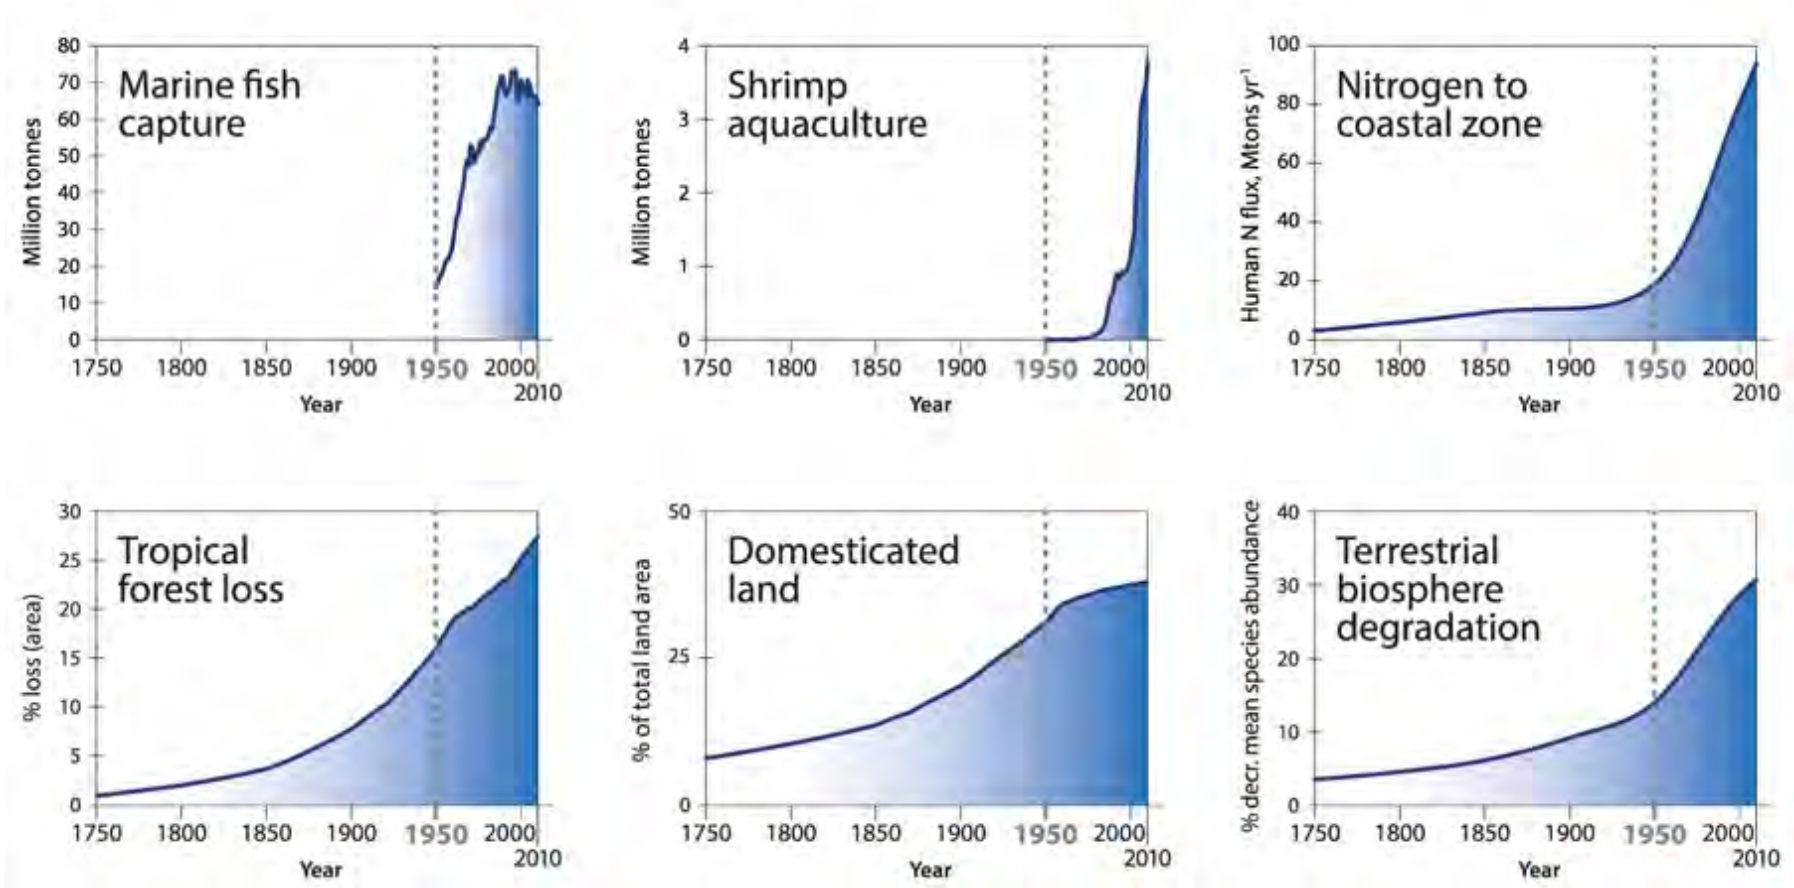 Marine fish
capture
Million tonnes
80
70
60
50
40
30
20
10
0
1750 1800 1850 1900 1950 2000
2010
Year
Shrimp
aquaculture
Million tonnes
4
3
2
1
0
1750 1800 1850 1900 1950 2000
2010
Year
Nitrogen to
coastal zone
Human N flux, Mtons yr⁻¹
100
80
60
40
20
0
1750 1800 1850 1900 1950 2000
2010
Year
Tropical
forest loss
% loss (area)
30
25
20
15
10
5
0
1750 1800 1850 1900 1950 2000
2010
Year
Domesticated
land
% of total land area
50
25
0
1750 1800 1850 1900 1950 2000
2010
Year
Terrestrial
biosphere
degradation
% decr. mean species abundance
40
30
20
10
0
1750 1800 1850 1900 1950 2000
2010
Year